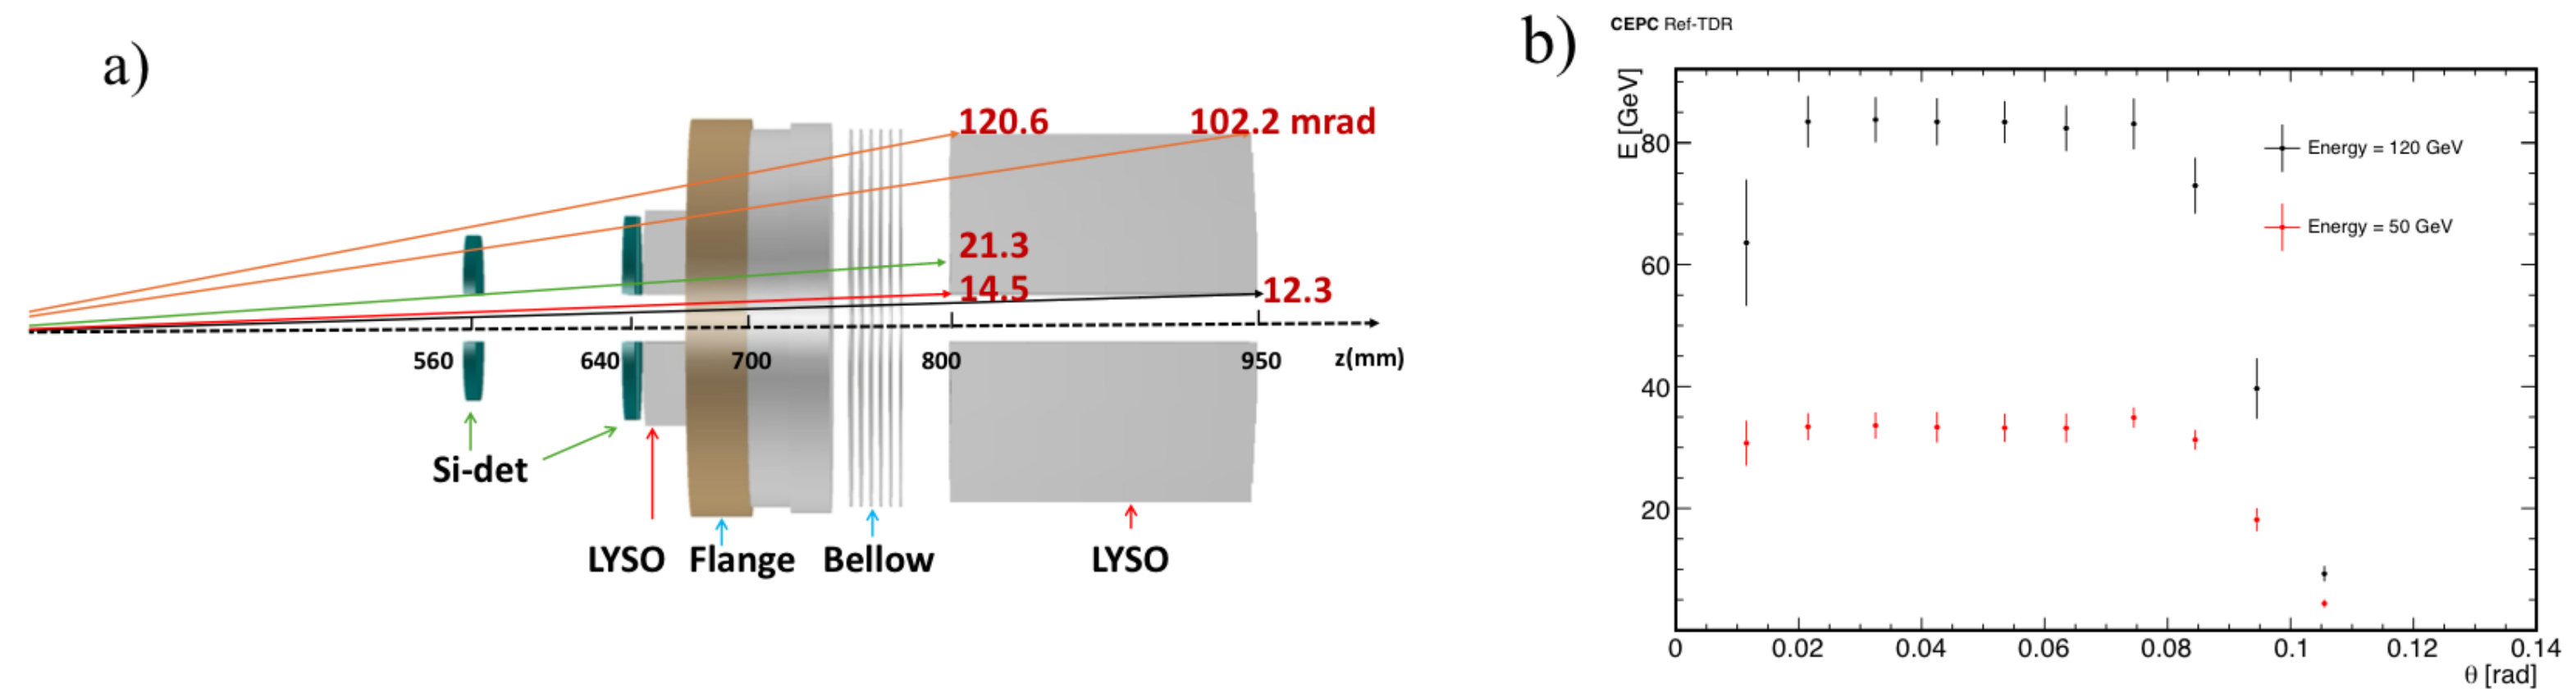 a)
120.6
102.2 mrad
21.3
14.5
12.3
560
640
700
800
950
z(mm)
Si-det
LYSO
Flange
Bellow
LYSO
b)
CEPC Ref-TDR
E [GeV]
80
60
40
20
Energy = 120 GeV
Energy = 50 GeV
0
0.02
0.04
0.06
0.08
0.1
0.12
0.14
θ [rad]